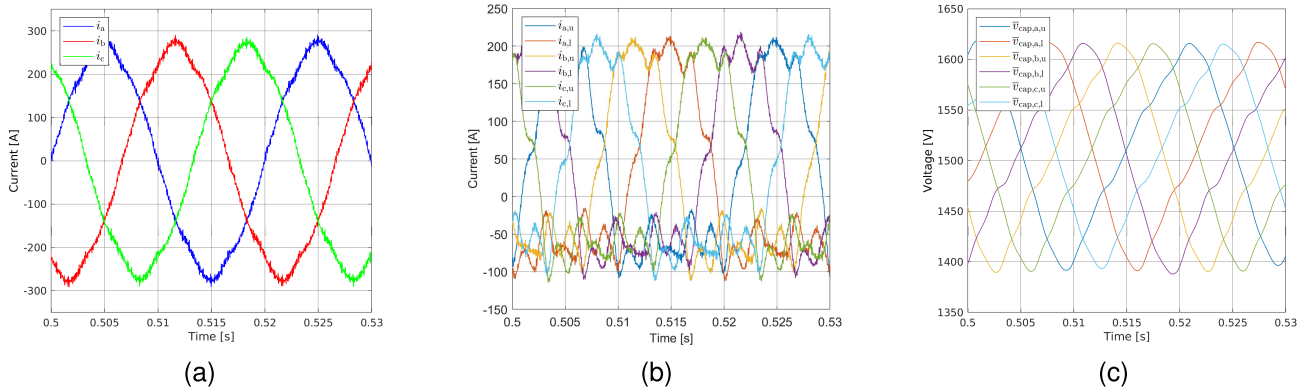 300
200
100
0
-100
-200
-300
Current [A]
i_a
i_b
i_c
0.5 0.505 0.51 0.515 0.52 0.525 0.53
Time [s]
(a)
250
200
150
100
50
0
-50
-100
-150
Current [A]
i_a,u
i_a,l
i_b,u
i_b,l
i_c,u
i_c,l
0.5 0.505 0.51 0.515 0.52 0.525 0.53
Time [s]
(b)
1650
1600
1550
1500
1450
1400
1350
Voltage [V]
v̅_cap,a,u
v̅_cap,a,l
v̅_cap,b,u
v̅_cap,b,l
v̅_cap,c,u
v̅_cap,c,l
0.5 0.505 0.51 0.515 0.52 0.525 0.53
Time [s]
(c)